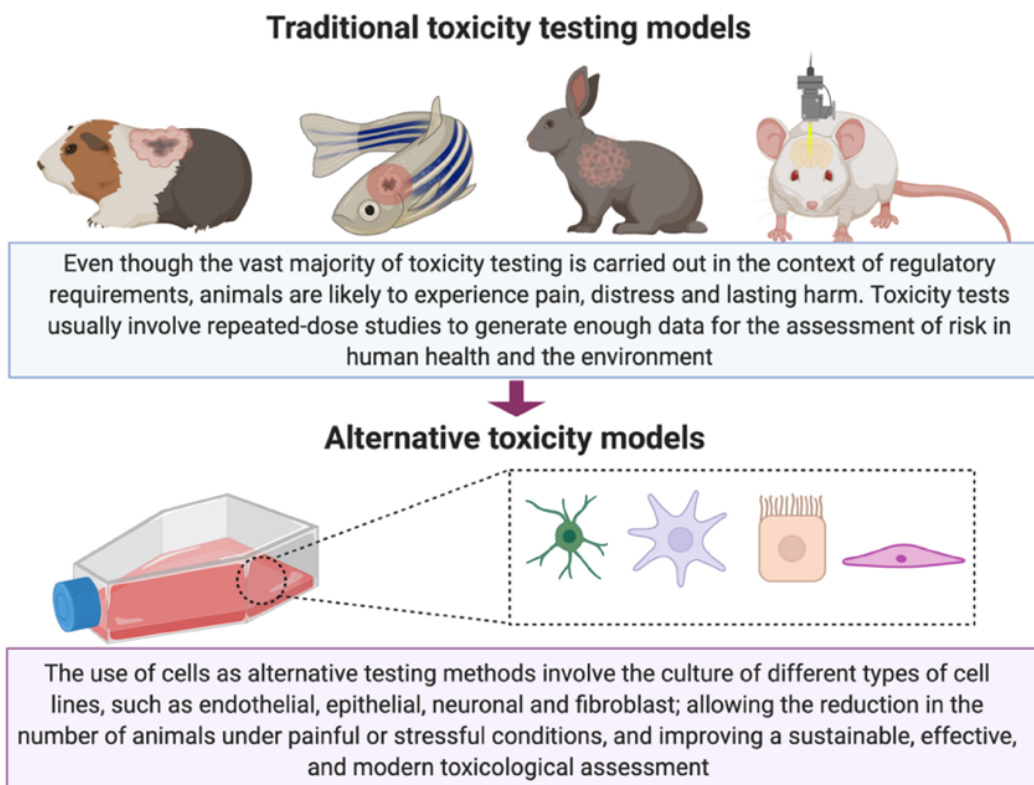 Traditional toxicity testing models
Even though the vast majority of toxicity testing is carried out in the context of regulatory
requirements, animals are likely to experience pain, distress and lasting harm. Toxicity tests
usually involve repeated-dose studies to generate enough data for the assessment of risk in
human health and the environment
Alternative toxicity models
The use of cells as alternative testing methods involve the culture of different types of cell
lines, such as endothelial, epithelial, neuronal and fibroblast; allowing the reduction in the
number of animals under painful or stressful conditions, and improving a sustainable, effective,
and modern toxicological assessment